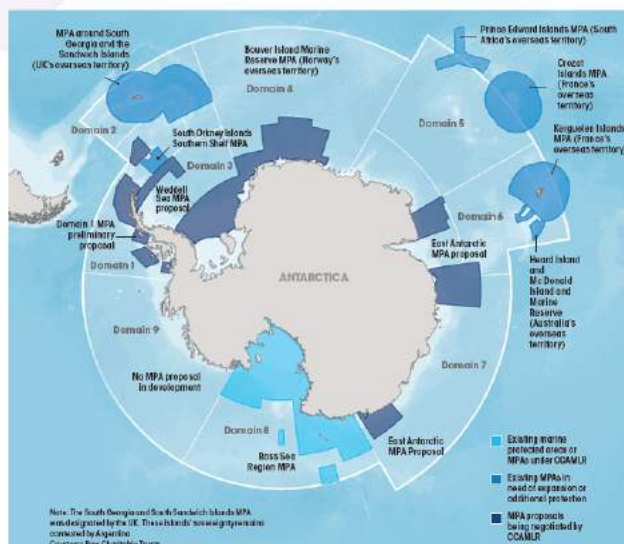 MPA around South
Georgia and the
Sandwich Islands
(UK's overseas territory)
Bouver Island Marine
Reserve MPA (Norway's
overseas territory)
Domain 4
Prince Edward Islands MPA (South
Africa's overseas territory)
Crozet
Islands MPA
(France's
overseas
territory)
Domain 5
Kerguelen Islands
MPA (France's
overseas territory)
Domain 2
South Orkney Islands
Southern Shelf MPA
Domain 3
Weddell
Sea MPA
proposal
Domain 1 MPA
preliminary
proposal
Domain 1
Domain 6
East Antarctic
MPA proposal
Heard Island
and
Mc Donald
Island and
Marine
Reserve
(Australia's
overseas
territory)
ANTARCTICA
Domain 9
Domain 7
No MPA proposal
in development
Domain 8
Ross Sea
Region MPA
East Antarctic
MPA Proposal
Existing marine
protected areas or
MPAs under CCAMLR
Existing MPAs in
need of expansion or
additional protection
MPA proposals
being negotiated by
CCAMLR
Note: The South Georgia and South Sandwich Islands MPA
was designated by the UK. These islands' sovereignty remains
contested by Argentina